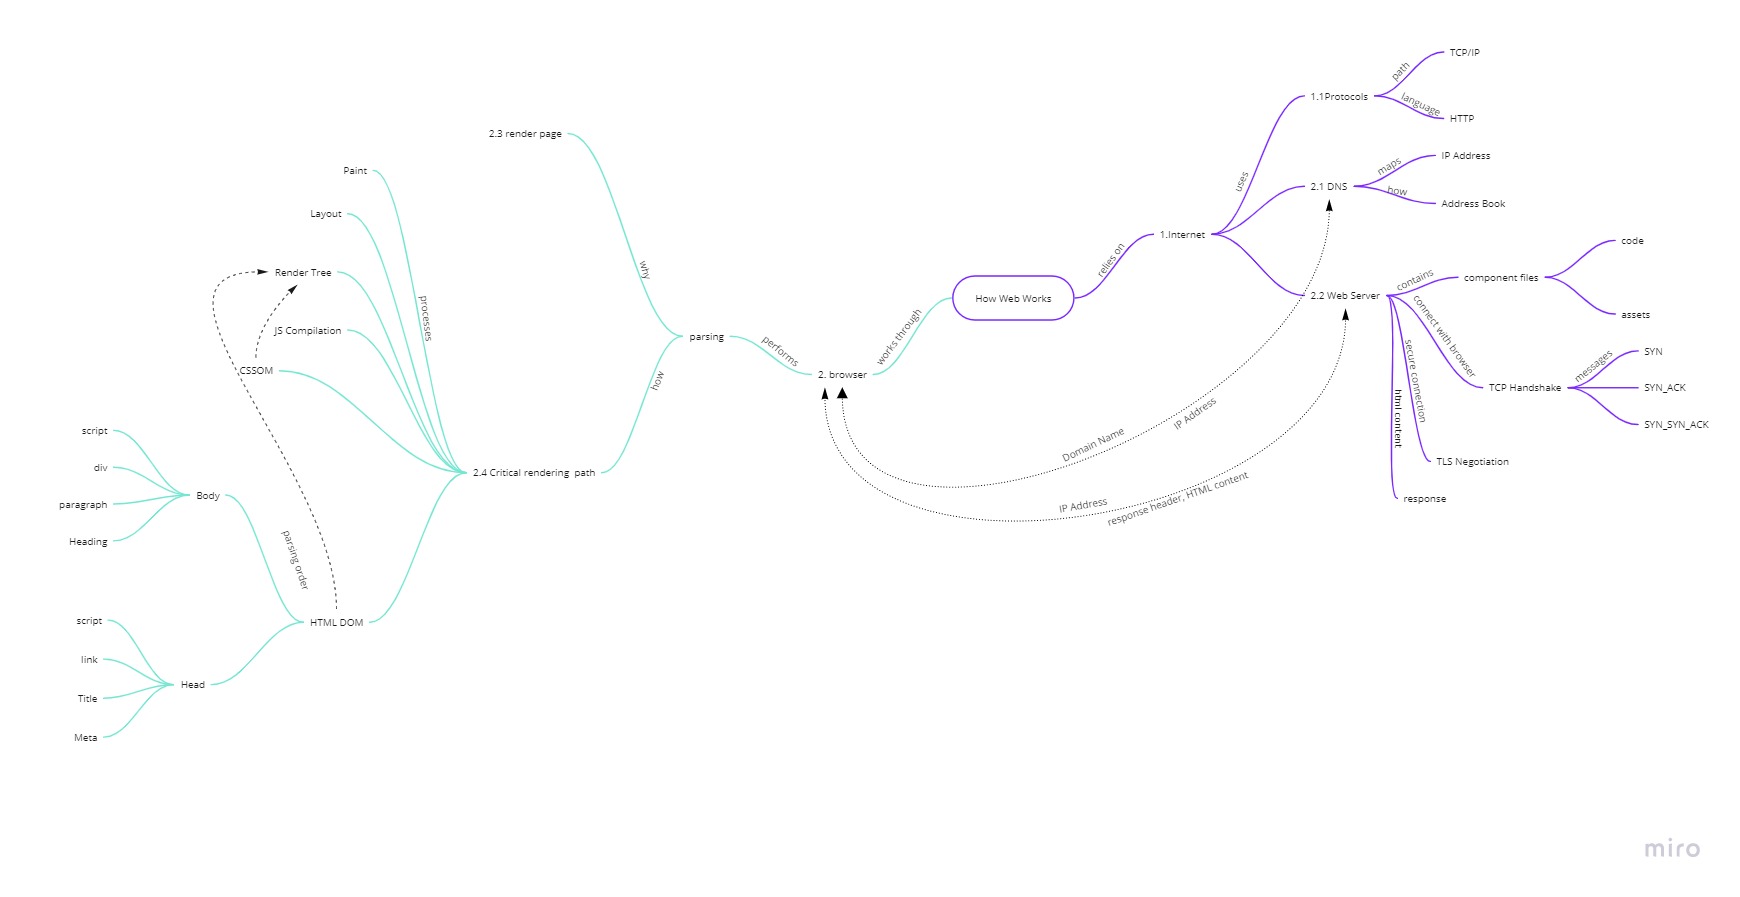 How Web Works
relies on
1.Internet
uses
1.1Protocols
path
TCP/IP
language
HTTP
2.1 DNS
maps
IP Address
how
Address Book
2.2 Web Server
contains
component files
code
assets
connect with browser
TCP Handshake
messages
SYN
SYN_ACK
SYN_SYN_ACK
secure connection
TLS Negotiation
html content
response
works through
2. browser
Domain Name
IP Address
IP Address
response header, HTML content
performs
parsing
why
2.3 render page
how
2.4 Critical rendering path
processes
Paint
Layout
Render Tree
JS Compilation
CSSOM
HTML DOM
parsing order
Body
script
div
paragraph
Heading
Head
script
link
Title
Meta
miro